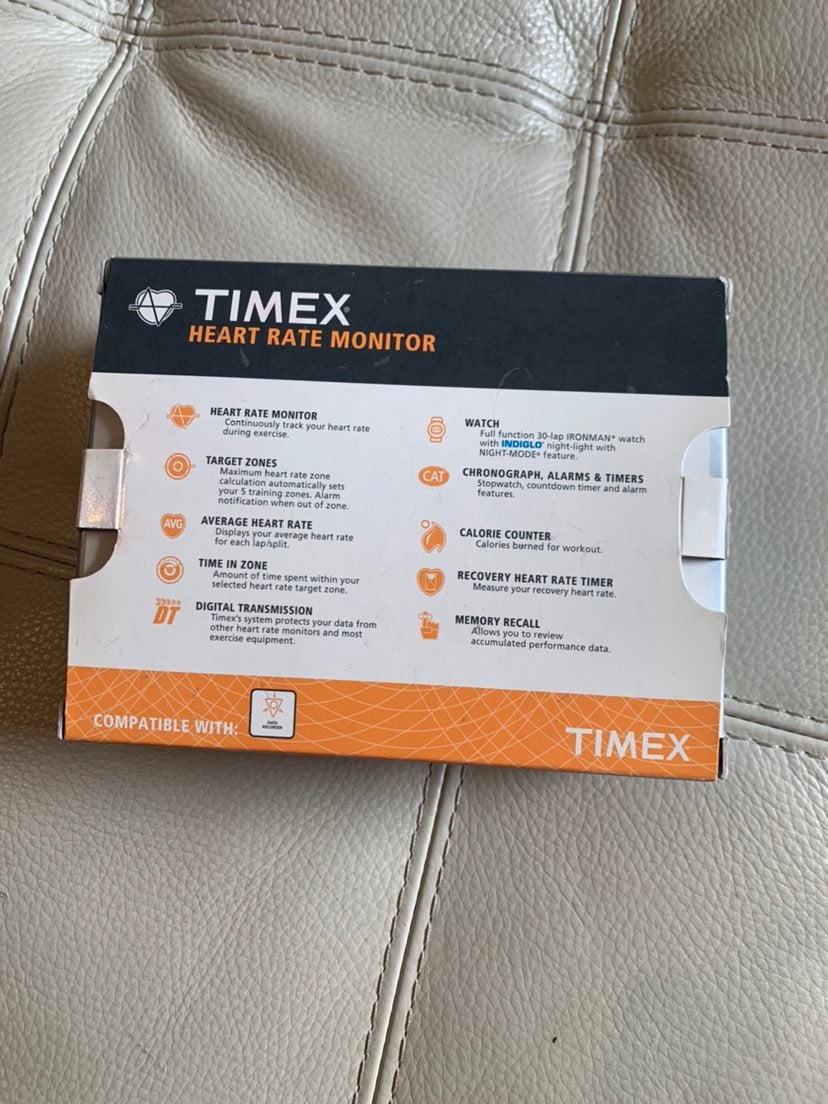 TIMEX®
HEART RATE MONITOR
HEART RATE MONITOR
Continuously track your heart rate
during exercise.
TARGET ZONES
Maximum heart rate zone
calculation automatically sets
your 5 training zones. Alarm
notification when out of zone.
AVG
AVERAGE HEART RATE
Displays your average heart rate
for each lap/split.
TIME IN ZONE
Amount of time spent within your
selected heart rate target zone.
DT
DIGITAL TRANSMISSION
Timex's system protects your data from
other heart rate monitors and most
exercise equipment.
WATCH
Full function 30-lap IRONMAN* watch
with INDIGLO® night-light with
NIGHT-MODE® feature.
CAT
CHRONOGRAPH, ALARMS & TIMERS
Stopwatch, countdown timer and alarm
features.
CALORIE COUNTER
Calories burned for workout.
RECOVERY HEART RATE TIMER
Measure your recovery heart rate.
MEMORY RECALL
Allows you to review
accumulated performance data.
COMPATIBLE WITH:
DATA
RECORDER
TIMEX